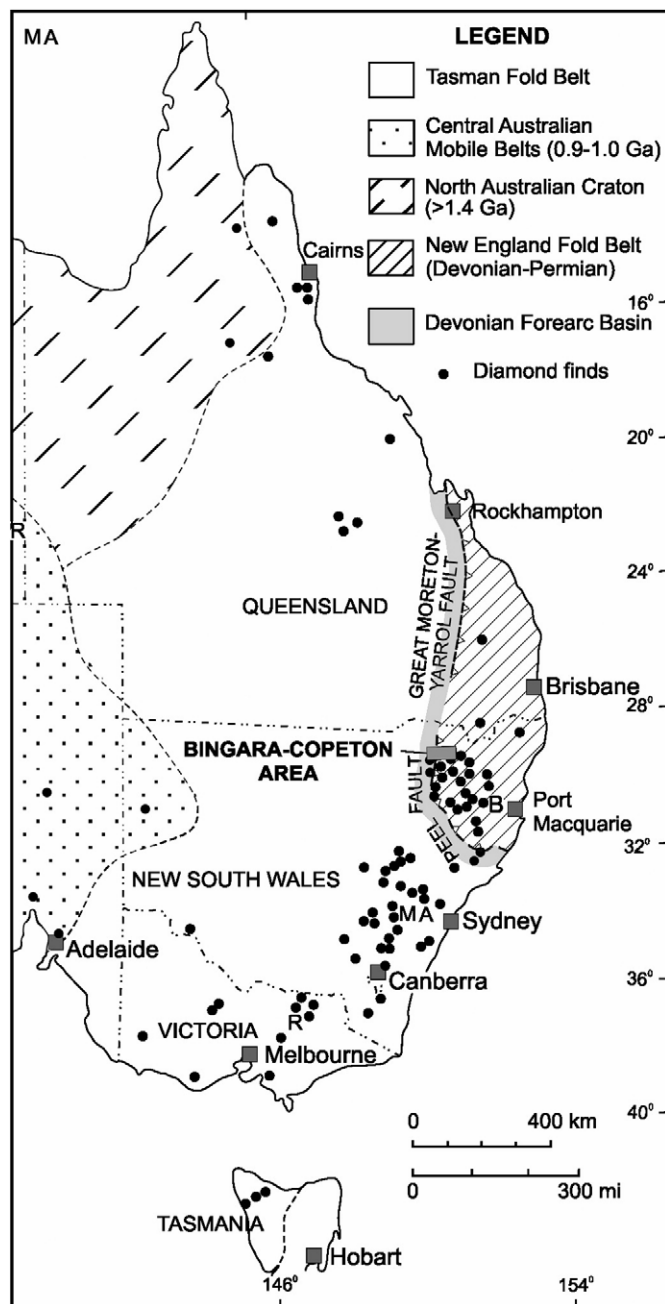 MA
LEGEND
Tasman Fold Belt
Central Australian
Mobile Belts (0.9-1.0 Ga)
North Australian Craton
(>1.4 Ga)
New England Fold Belt
(Devonian-Permian)
Devonian Forearc Basin
Diamond finds
Cairns
16°
20°
Rockhampton
R
24°
QUEENSLAND
GREAT MORETON-
YARROL FAULT
Brisbane
28°
BINGARA-COPETON
AREA
FAULT
PEEL
B
Port
Macquarie
32°
NEW SOUTH WALES
MA
Sydney
Adelaide
Canberra
36°
VICTORIA
R
Melbourne
40°
0 400 km
0 300 mi
TASMANIA
Hobart
146° 154°